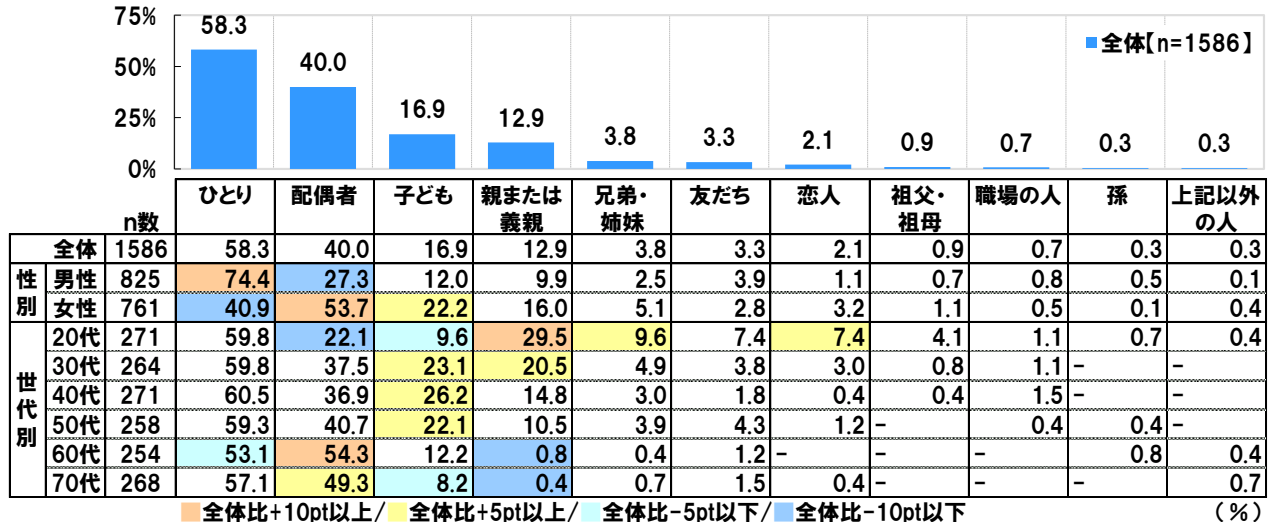 75%
50%
25%
0%
58.3 40.0 16.9 12.9 3.8 3.3 2.1 0.9 0.7 0.3 0.3
■全体【n=1586】
n数 ひとり 配偶者 子ども 親または義親 兄弟・姉妹 友だち 恋人 祖父・祖母 職場の人 孫 上記以外の人
全体 1586 58.3 40.0 16.9 12.9 3.8 3.3 2.1 0.9 0.7 0.3 0.3
性別
男性 825 74.4 27.3 12.0 9.9 2.5 3.9 1.1 0.7 0.8 0.5 0.1
女性 761 40.9 53.7 22.2 16.0 5.1 2.8 3.2 1.1 0.5 0.1 0.4
世代別
20代 271 59.8 22.1 9.6 29.5 9.6 7.4 7.4 4.1 1.1 0.7 0.4
30代 264 59.8 37.5 23.1 20.5 4.9 3.8 3.0 0.8 1.1 - -
40代 271 60.5 36.9 26.2 14.8 3.0 1.8 0.4 0.4 1.5 - -
50代 258 59.3 40.7 22.1 10.5 3.9 4.3 1.2 - 0.4 0.4 -
60代 254 53.1 54.3 12.2 0.8 0.4 1.2 - - - 0.8 0.4
70代 268 57.1 49.3 8.2 0.4 0.7 1.5 0.4 - - - 0.7
■全体比+10pt以上/■全体比+5pt以上/■全体比-5pt以下/■全体比-10pt以下 (%)